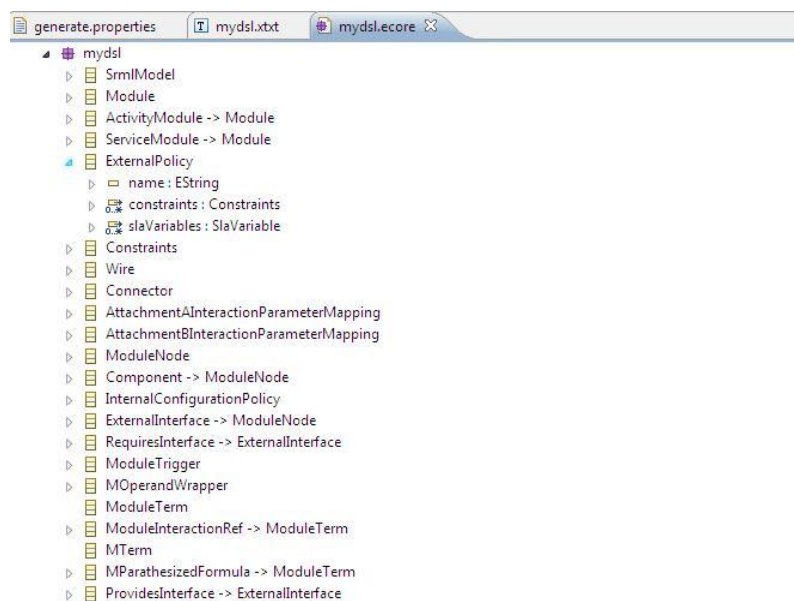 generate.properties mydsl.xtxt mydsl.ecore
mydsl
SrmlModel
Module
ActivityModule -> Module
ServiceModule -> Module
ExternalPolicy
name : EString
0..* constraints : Constraints
0..* slaVariables : SlaVariable
Constraints
Wire
Connector
AttachmentAInteractionParameterMapping
AttachmentBInteractionParameterMapping
ModuleNode
Component -> ModuleNode
InternalConfigurationPolicy
ExternalInterface -> ModuleNode
RequiresInterface -> ExternalInterface
ModuleTrigger
MOperandWrapper
ModuleTerm
ModuleInteractionRef -> ModuleTerm
MTerm
MParathesizedFormula -> ModuleTerm
ProvidesInterface -> ExternalInterface